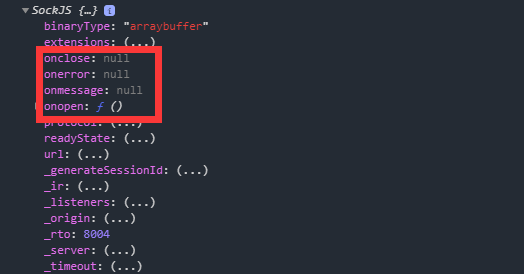 ▼ SockJS {…} i
binaryType: "arraybuffer"
extensions: (...)
onclose: null
onerror: null
onmessage: null
onopen: ƒ ()
protocol: (...)
readyState: (...)
url: (...)
_generateSessionId: (...)
_ir: (...)
_listeners: (...)
_origin: (...)
_rto: 8004
_server: (...)
_timeout: (...)